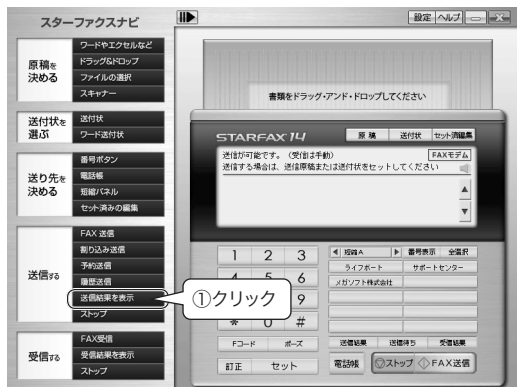 スターファクスナビ
設定 ヘルプ
原稿を
決める
ワードやエクセルなど
ドラッグ&ドロップ
ファイルの選択
スキャナー
送付状を
選ぶ
送付状
ワード送付状
送り先を
決める
番号ボタン
電話帳
短縮パネル
セット済みの編集
送信する
FAX 送信
割り込み送信
予約送信
履歴送信
送信結果を表示
ストップ
受信する
FAX受信
受信結果を表示
ストップ
書類をドラッグ・アンド・ドロップしてください
STARFAX 14
原 稿 送付状 セット済編集
送信が可能です。（受信は手動） FAXモデム
送信する場合は、送信原稿または送付状をセットしてください
1 2 3
短縮A 番号表示 全選択
ライフボート サポートセンター
4 5 6
メガソフト株式会社
①クリック
9
* 0 #
Fコード ポーズ
送信結果 送信待ち 受信結果
訂正 セット
電話帳 ストップ FAX送信